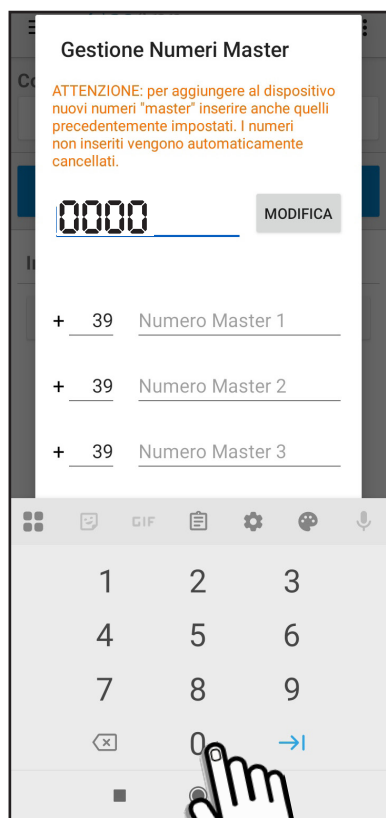 Gestione Numeri Master
ATTENZIONE: per aggiungere al dispositivo
nuovi numeri "master" inserire anche quelli
precedentemente impostati. I numeri
non inseriti vengono automaticamente
cancellati.
0000 MODIFICA
+ 39 Numero Master 1
+ 39 Numero Master 2
+ 39 Numero Master 3
GIF
1 2 3
4 5 6
7 8 9
0